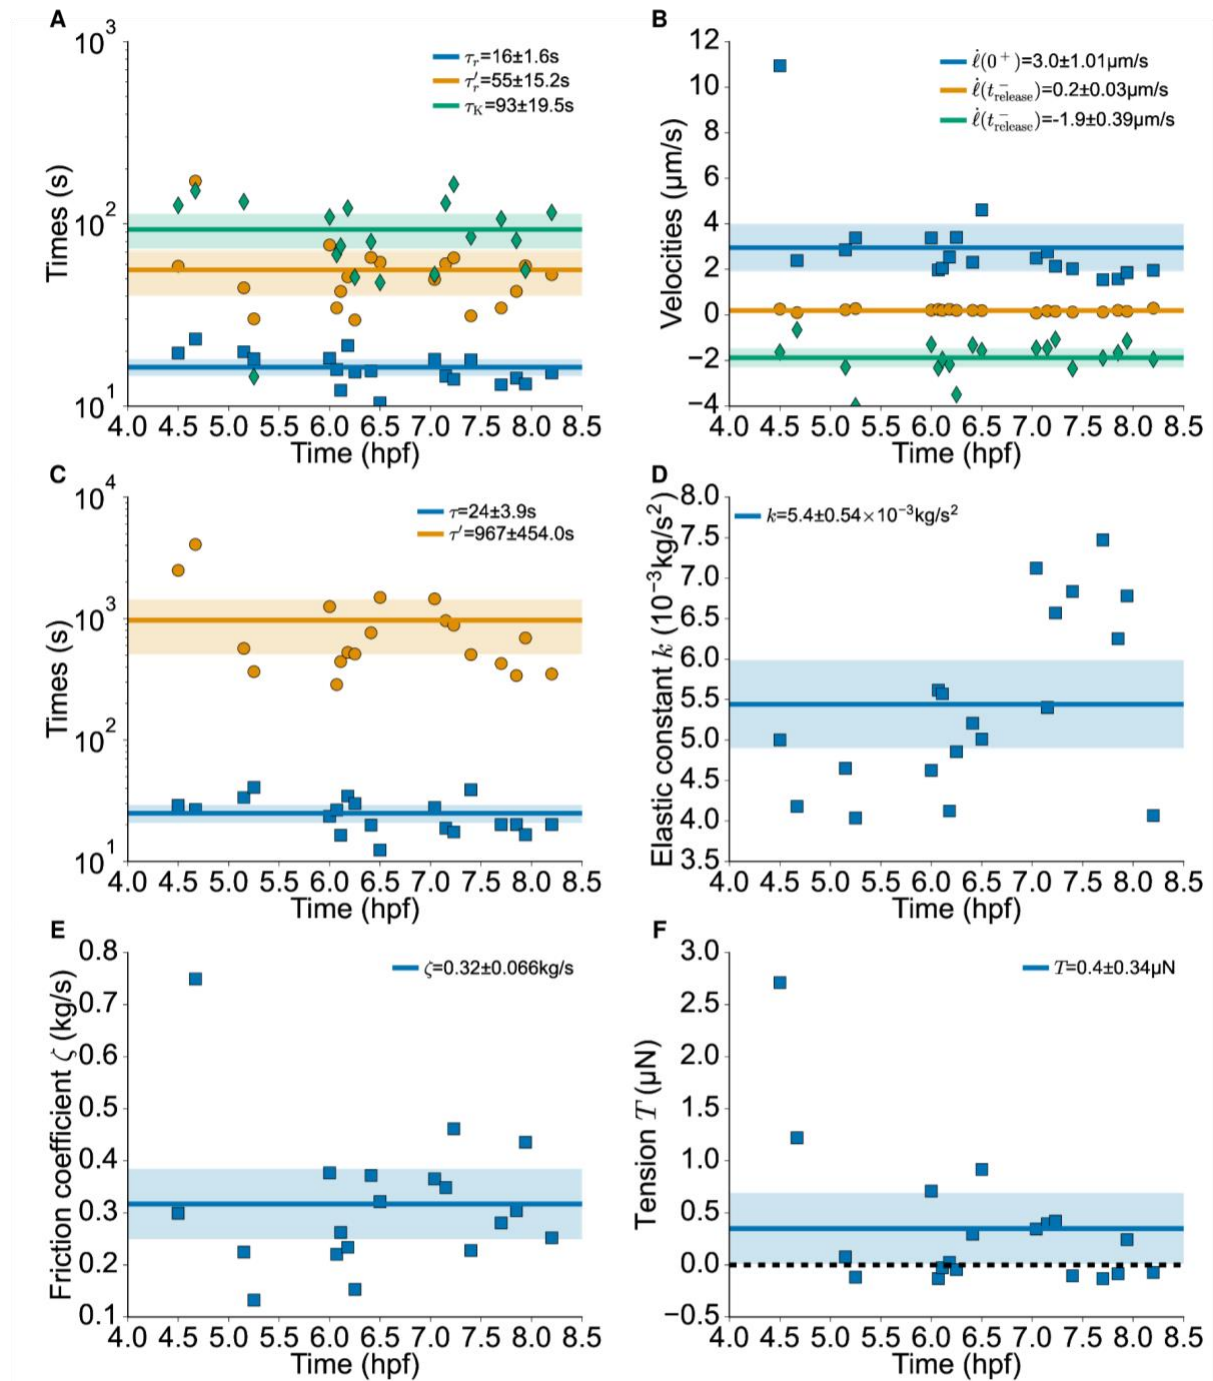 A
10³
10²
10¹
Times (s)
τᵣ=16±1.6s
τ′ᵣ=55±15.2s
τ_K=93±19.5s
4.0 4.5 5.0 5.5 6.0 6.5 7.0 7.5 8.0 8.5
Time (hpf)
B
12
10
8
6
4
2
0
−2
−4
Velocities (µm/s)
ℓ̇(0⁺)=3.0±1.01µm/s
ℓ̇(t⁻_release)=0.2±0.03µm/s
ℓ̇(t⁻_release)=-1.9±0.39µm/s
4.0 4.5 5.0 5.5 6.0 6.5 7.0 7.5 8.0 8.5
Time (hpf)
C
10⁴
10³
10²
10¹
Times (s)
τ=24±3.9s
τ′=967±454.0s
4.0 4.5 5.0 5.5 6.0 6.5 7.0 7.5 8.0 8.5
Time (hpf)
D
8.0
7.5
7.0
6.5
6.0
5.5
5.0
4.5
4.0
3.5
Elastic constant k (10⁻³kg/s²)
k=5.4±0.54×10⁻³kg/s²
4.0 4.5 5.0 5.5 6.0 6.5 7.0 7.5 8.0 8.5
Time (hpf)
E
0.8
0.7
0.6
0.5
0.4
0.3
0.2
0.1
Friction coefficient ζ (kg/s)
ζ=0.32±0.066kg/s
4.0 4.5 5.0 5.5 6.0 6.5 7.0 7.5 8.0 8.5
Time (hpf)
F
3.0
2.5
2.0
1.5
1.0
0.5
0.0
−0.5
Tension T (µN)
T=0.4±0.34µN
4.0 4.5 5.0 5.5 6.0 6.5 7.0 7.5 8.0 8.5
Time (hpf)